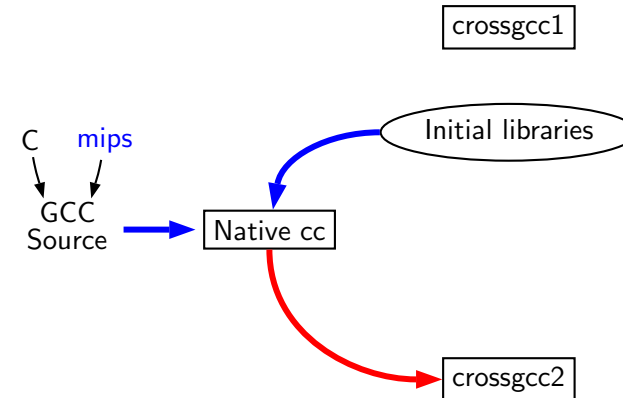 crossgcc1
Initial libraries
C
mips
GCC
Source
Native cc
crossgcc2